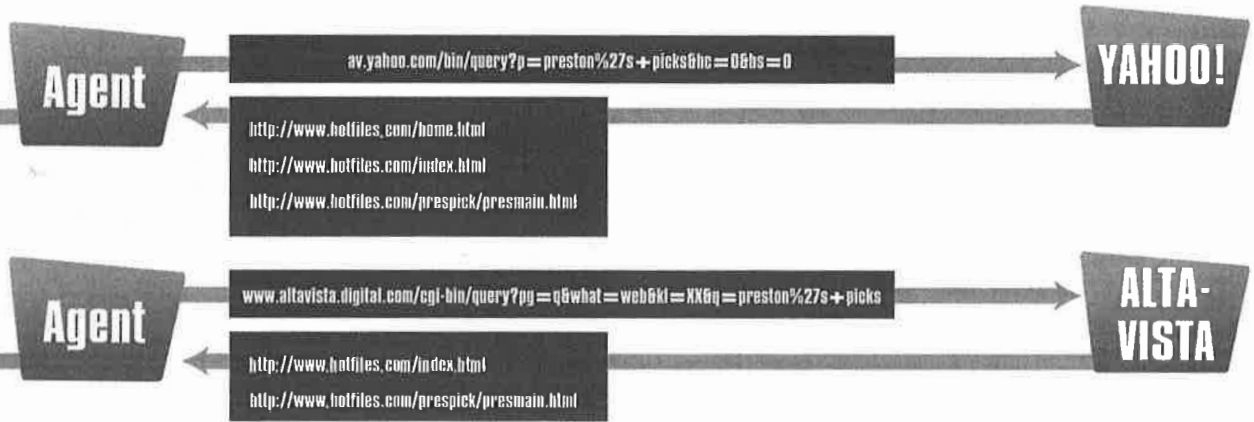 Agent
av.yahoo.com/bin/query?p=preston%27s+picks&hc=0&hs=0
YAHOO!
http://www.hotfiles.com/home.html
http://www.hotfiles.com/index.html
http://www.hotfiles.com/prespick/presmain.html
Agent
www.altavista.digital.com/cgi-bin/query?pg=q&what=web&kl=XX&q=preston%27s+picks
ALTA-
VISTA
http://www.hotfiles.com/index.html
http://www.hotfiles.com/prespick/presmain.html